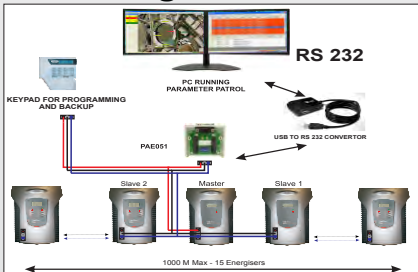 RS 232
PC RUNNING
PARAMETER PATROL
KEYPAD FOR PROGRAMMING
AND BACKUP
USB TO RS 232 CONVERTOR
PAE051
Slave 2
Master
Slave 1
1000 M Max - 15 Energisers